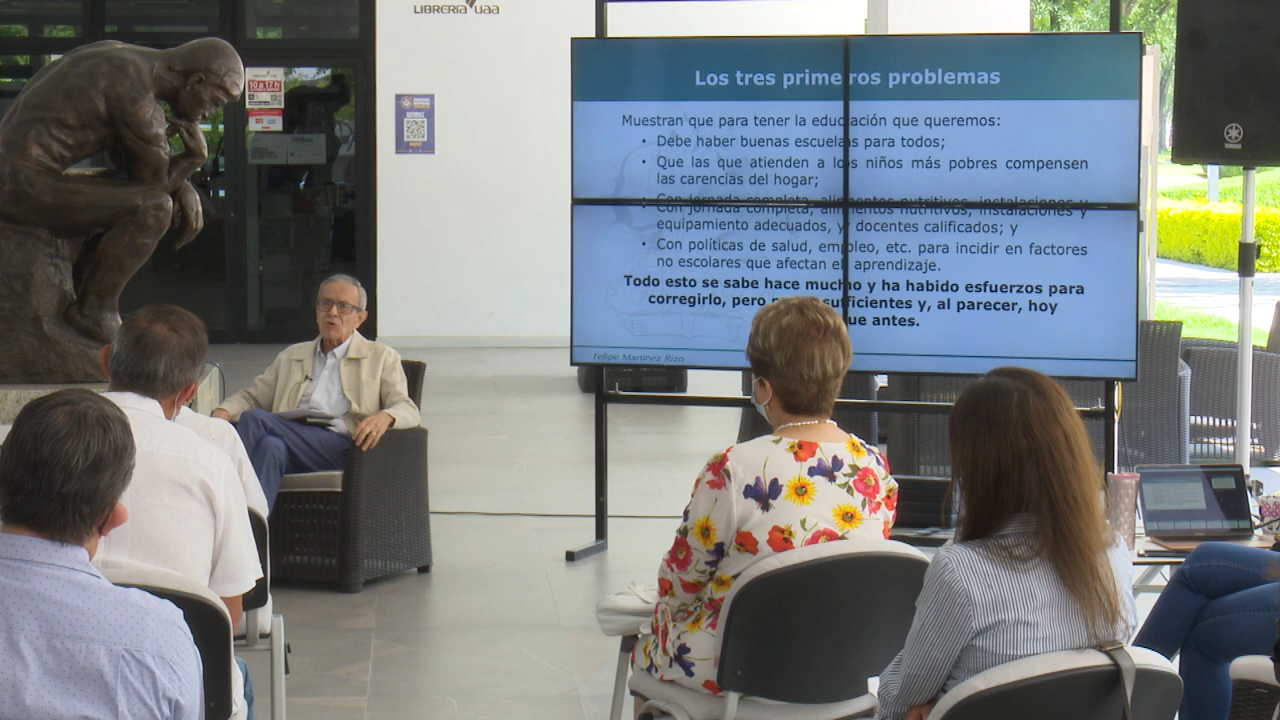 LIBRERÍA UAA
10 a 17 h
Los tres primeros problemas
Muestran que para tener la educación que queremos:
• Debe haber buenas escuelas para todos;
• Que las que atienden a los niños más pobres compensen
las carencias del hogar;
• Con jornada completa, alimentos nutritivos, instalaciones y
equipamiento adecuados, y docentes calificados; y
• Con políticas de salud, empleo, etc. para incidir en factores
no escolares que afectan el aprendizaje.
Todo esto se sabe hace mucho y ha habido esfuerzos para
corregirlo, pero suficientes y, al parecer, hoy
que antes.
Felipe Martínez Rizo
YAMAHA